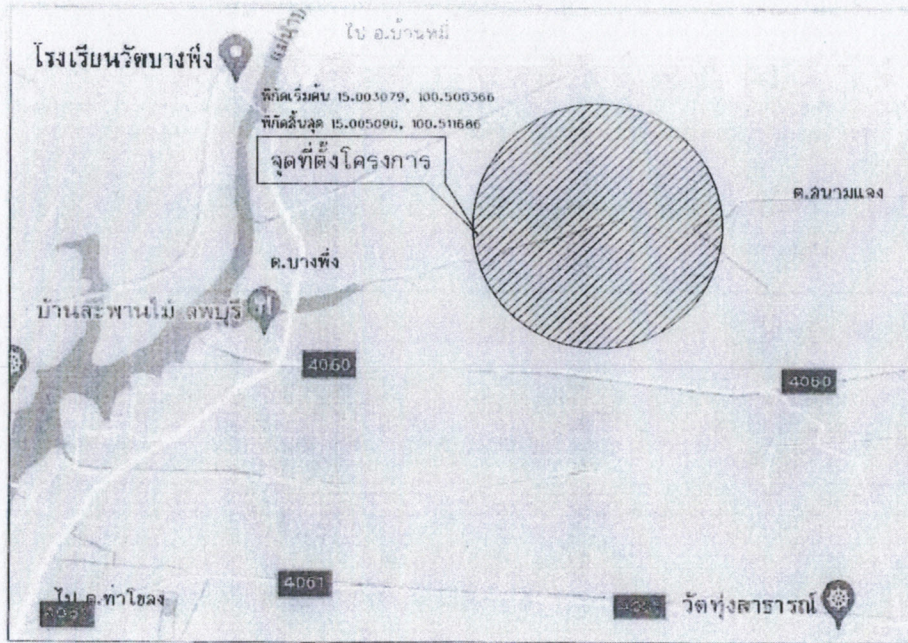 ไป อ.บ้านหมี่
โรงเรียนวัดบางพึ่ง
แม่น้ำบาง
พิกัดเริ่มต้น 15.003079, 100.508366
พิกัดสิ้นสุด 15.005090, 100.511686
จุดที่ตั้งโครงการ
ต.สนามแจง
ต.บางพึ่ง
บ้านสะพานไม้ ลพบุรี
4060
4060
4061
ไป ต.ท่าโขลง
วัดทุ่งสาธารณ์